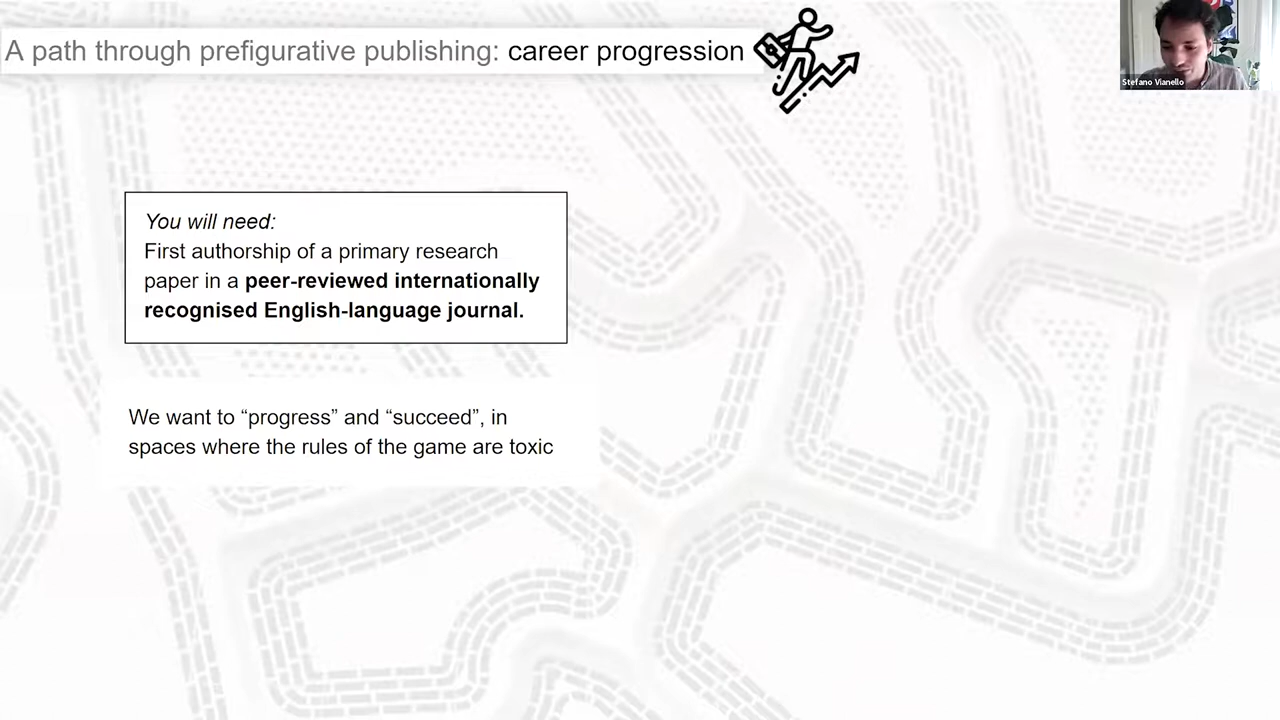 A path through prefigurative publishing: career progression
Stefano Vianello
You will need:
First authorship of a primary research
paper in a peer-reviewed internationally
recognised English-language journal.
We want to “progress” and “succeed”, in
spaces where the rules of the game are toxic